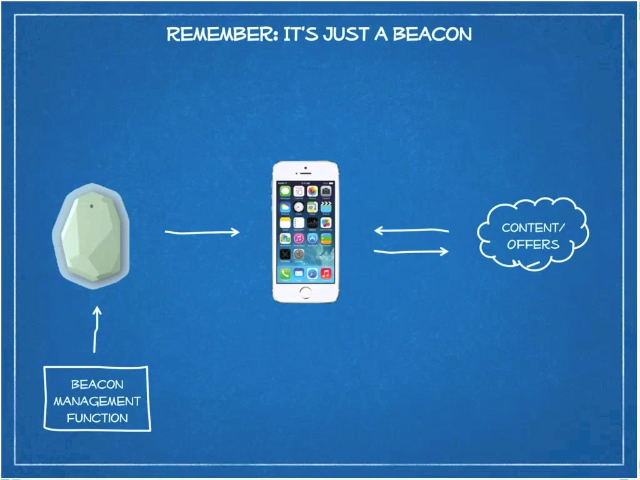 REMEMBER: IT'S JUST A BEACON
CONTENT/
OFFERS
BEACON
MANAGEMENT
FUNCTION